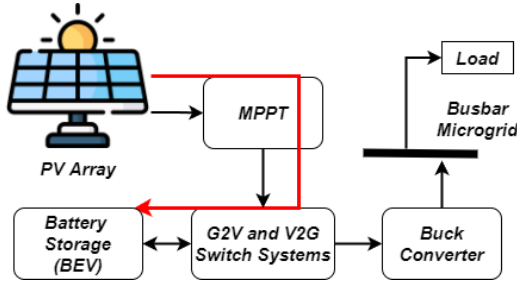 PV Array
MPPT
Load
Busbar
Microgrid
Battery
Storage
(BEV)
G2V and V2G
Switch Systems
Buck
Converter